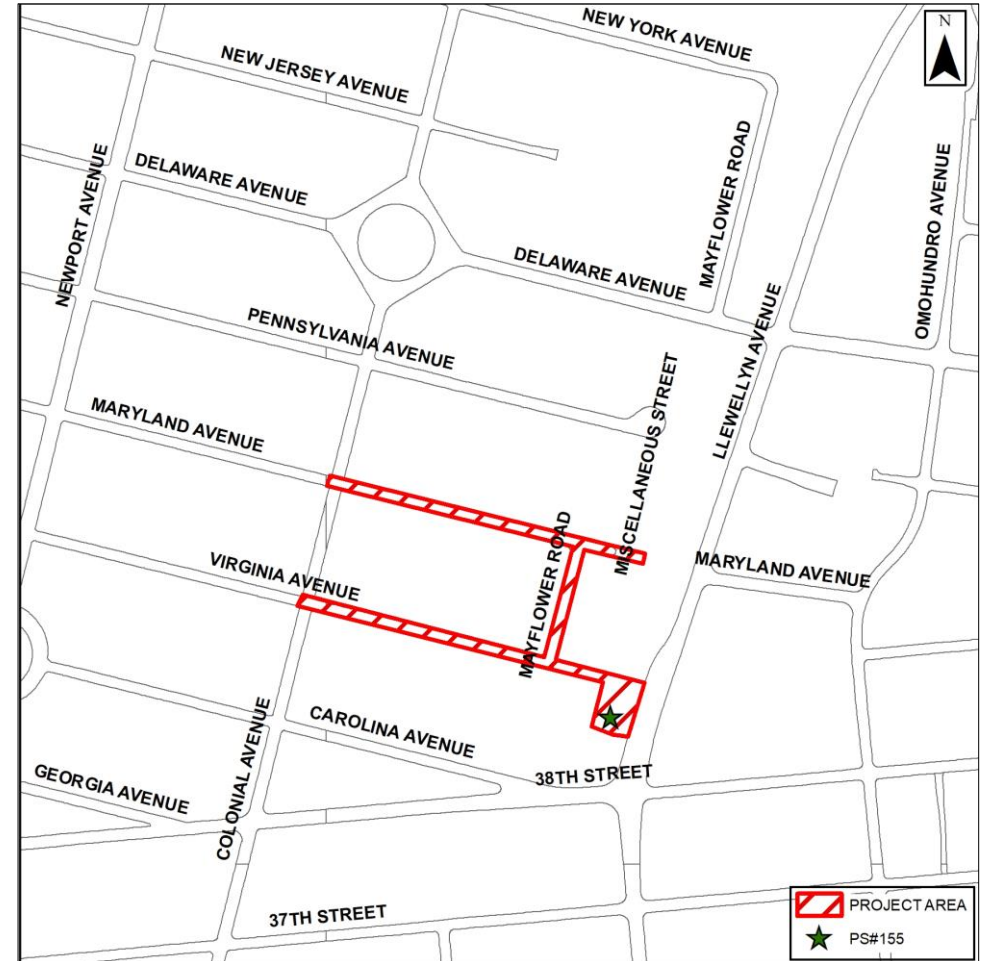 NEW YORK AVENUE
N
NEW JERSEY AVENUE
MAYFLOWER ROAD
NEWPORT AVENUE
DELAWARE AVENUE
OMOHUNDRO AVENUE
DELAWARE AVENUE
LLEWELLYN AVENUE
PENNSYLVANIA AVENUE
MISCELLANEOUS STREET
MARYLAND AVENUE
MAYFLOWER ROAD
MARYLAND AVENUE
VIRGINIA AVENUE
CAROLINA AVENUE
COLONIAL AVENUE
38TH STREET
GEORGIA AVENUE
37TH STREET
PROJECT AREA
PS#155